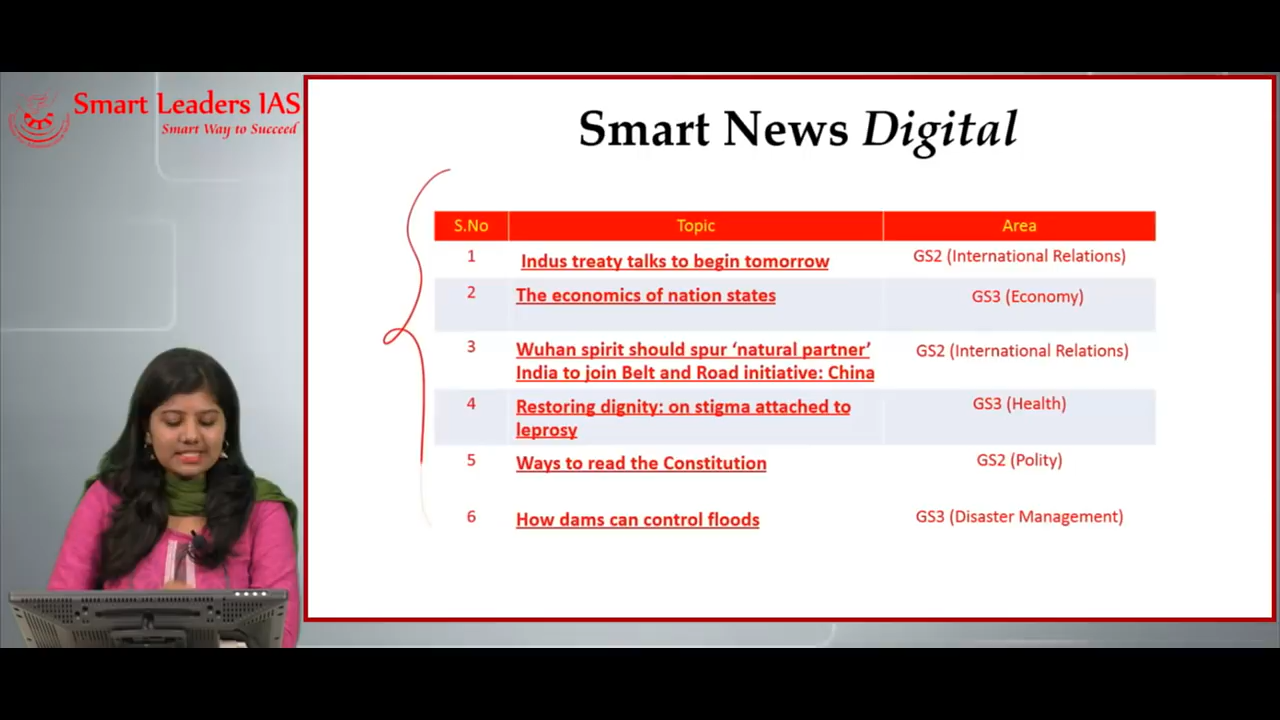 Smart Leaders IAS
Smart Way to Succeed
Smart News Digital
S.No Topic Area
1 Indus treaty talks to begin tomorrow GS2 (International Relations)
2 The economics of nation states GS3 (Economy)
3 Wuhan spirit should spur ‘natural partner’ GS2 (International Relations)
India to join Belt and Road initiative: China
4 Restoring dignity: on stigma attached to GS3 (Health)
leprosy
5 Ways to read the Constitution GS2 (Polity)
6 How dams can control floods GS3 (Disaster Management)